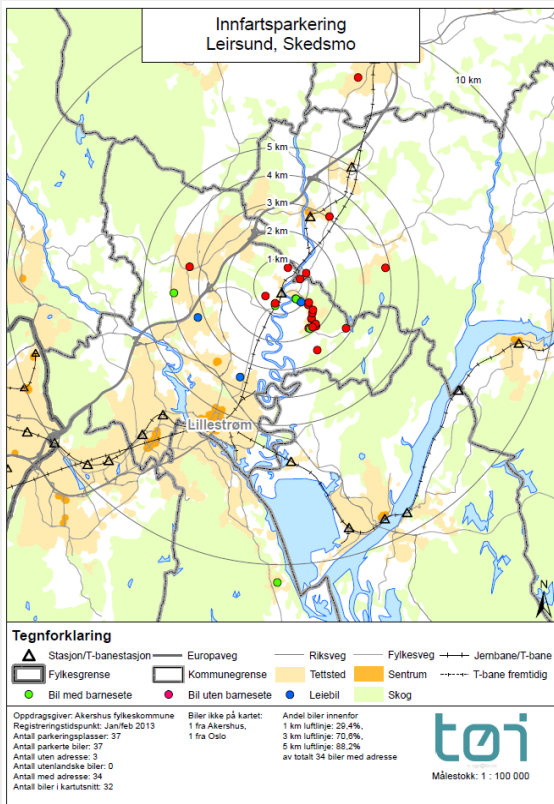 Innfartsparkering
Leirsund, Skedsmo
10 km
5 km
4 km
3 km
2 km
1 km
Lillestrøm
N
Tegnforklaring
Stasjon/T-banestasjon Europaveg Riksveg Fylkesveg Jernbane/T-bane
Fylkesgrense Kommunegrense Tettsted Sentrum T-bane fremtidig
Bil med barnesete Bil uten barnesete Leiebil Skog
Oppdragsgiver: Akershus fylkeskommune
Registreringstidspunkt: Jan/feb 2013
Antall parkeringsplasser: 37
Antall parkerte biler: 37
Antall uten adresse: 3
Antall utenlandske biler: 0
Antall med adresse: 34
Antall biler i kartutsnitt: 32
Biler ikke på kartet:
1 fra Akershus,
1 fra Oslo
Andel biler innenfor
1 km luftlinje: 29,4%,
3 km luftlinje: 70,6%,
5 km luftlinje: 88,2%
av totalt 34 biler med adresse
tøi
Målestokk: 1 : 100 000